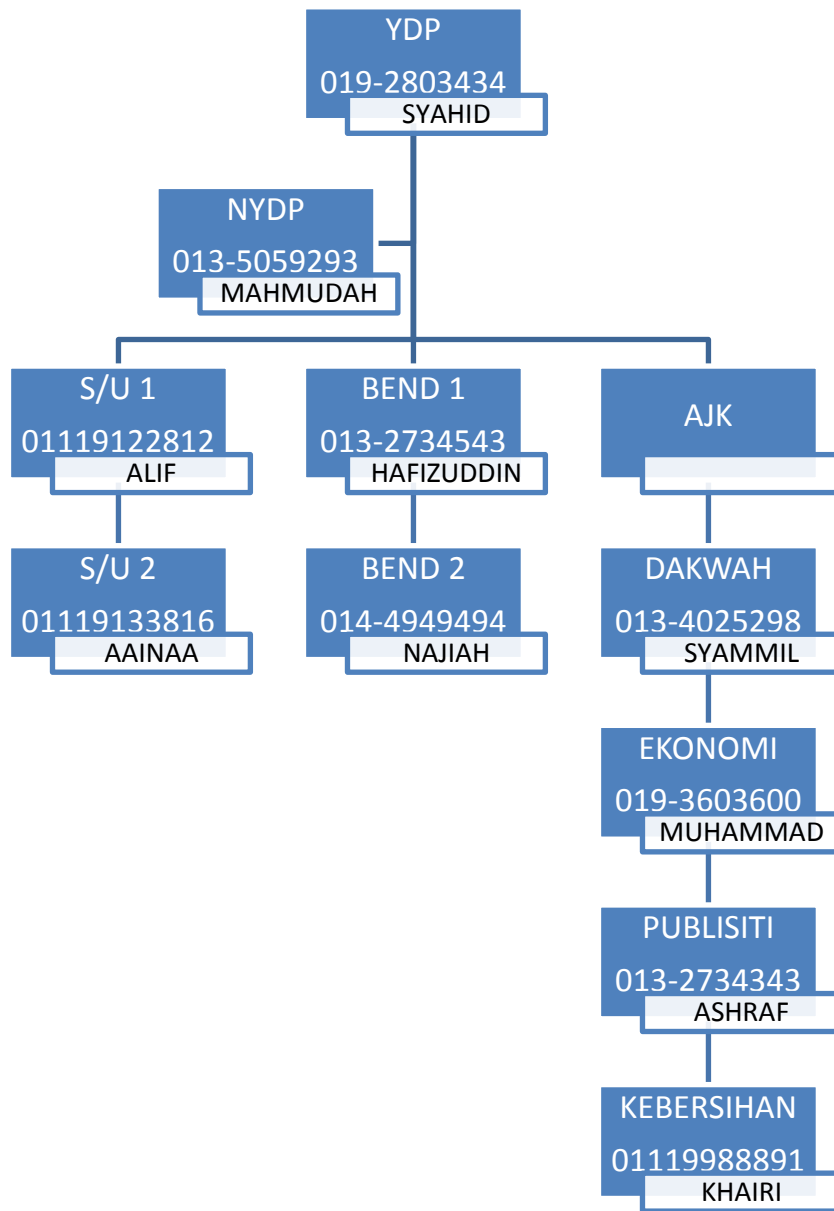 YDP
019-2803434
SYAHID
NYDP
013-5059293
MAHMUDAH
S/U 1
01119122812
ALIF
BEND 1
013-2734543
HAFIZUDDIN
AJK
S/U 2
01119133816
AAINAA
BEND 2
014-4949494
NAJIAH
DAKWAH
013-4025298
SYAMMIL
EKONOMI
019-3603600
MUHAMMAD
PUBLISITI
013-2734343
ASHRAF
KEBERSIHAN
01119988891
KHAIRI